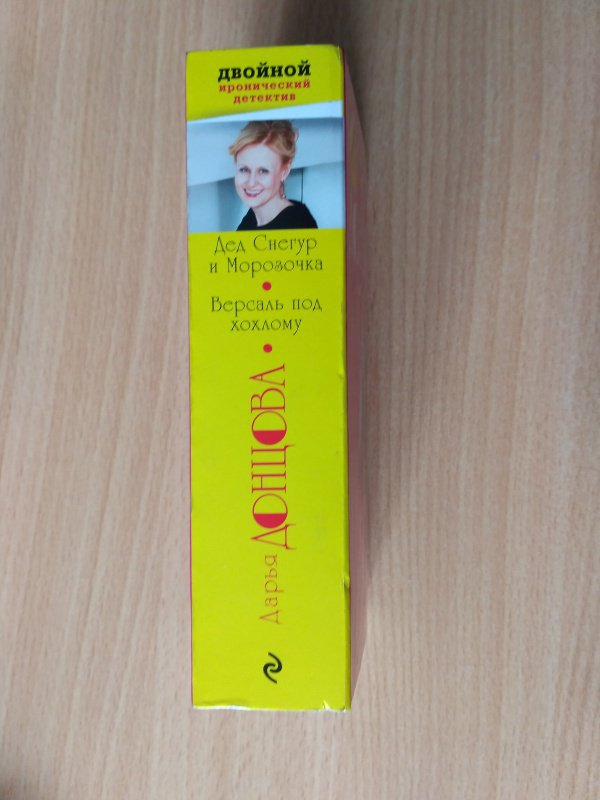 ДВОЙНОЙ
иронический
детектив
Дед Снегур
и Морозочка
Версаль под
хохлому
Дарья ДОНЦОВА